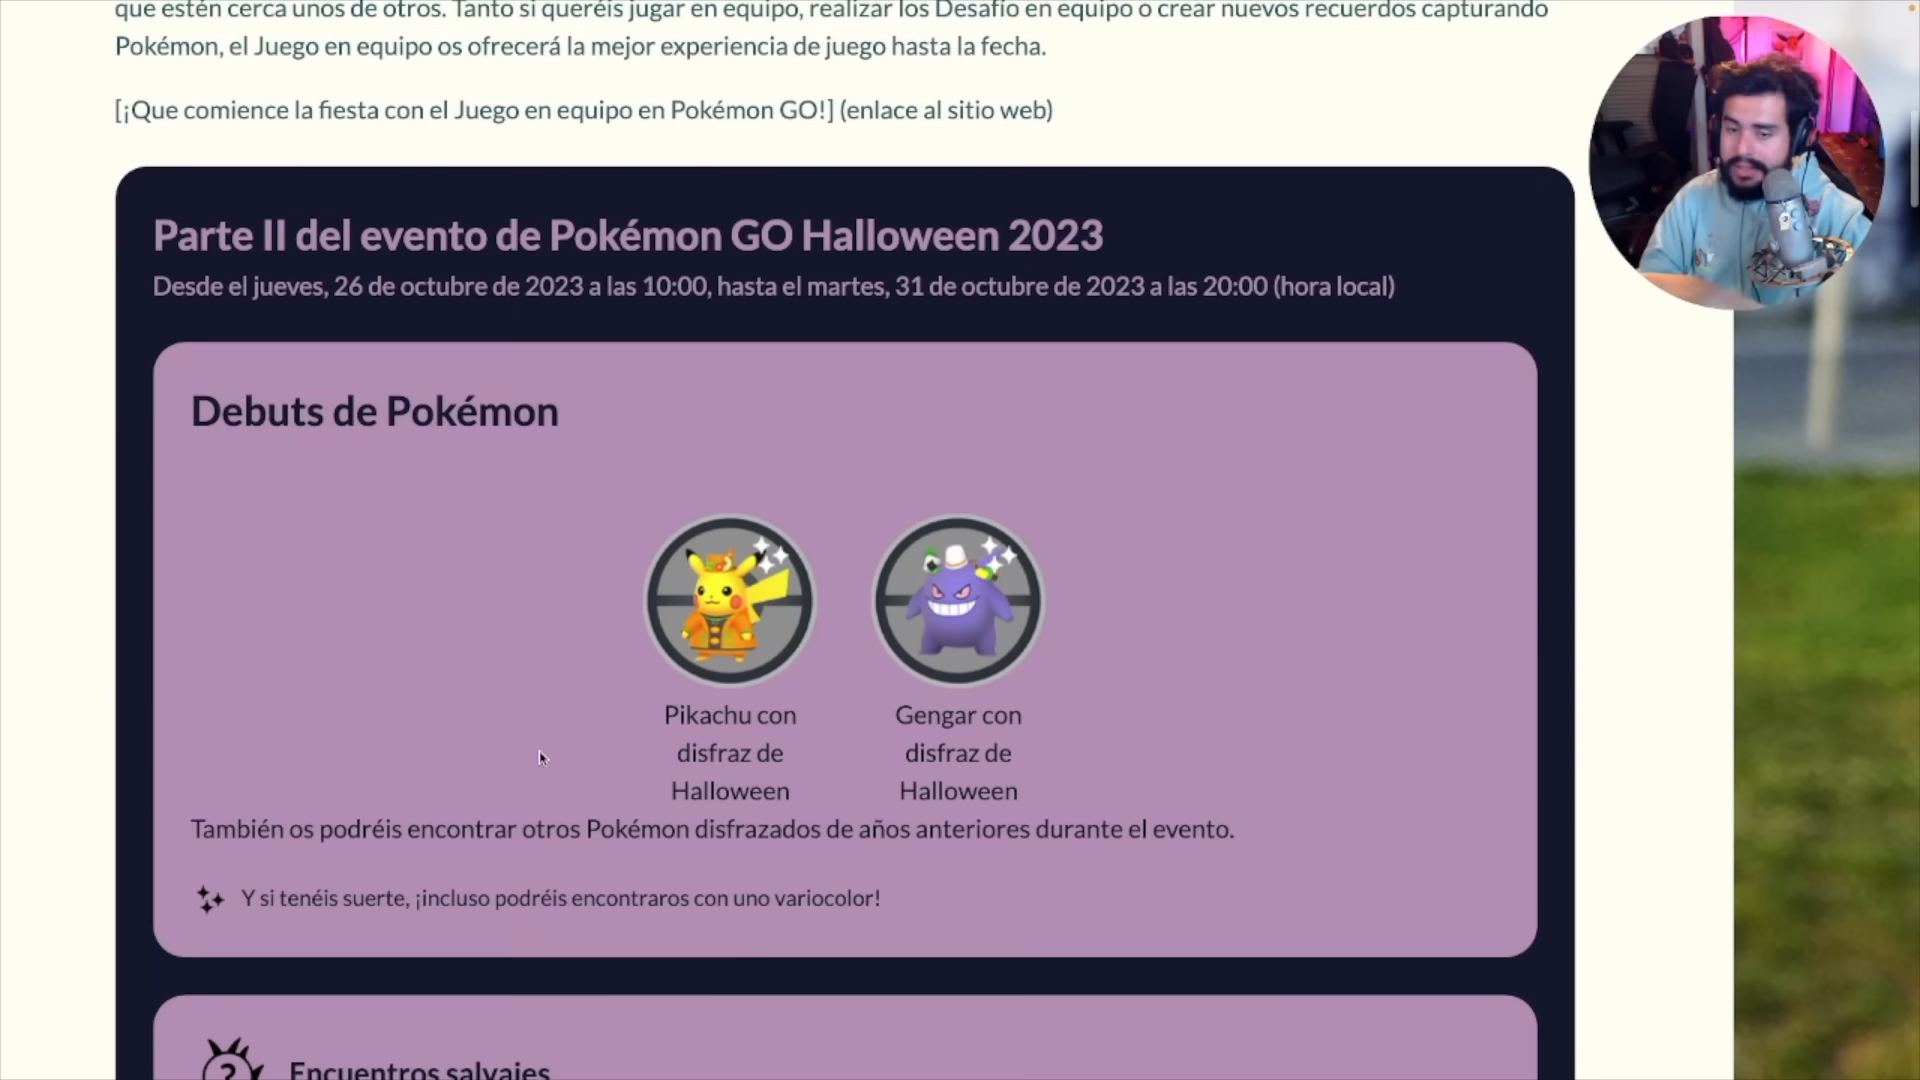 que estén cerca unos de otros. Tanto si queréis jugar en equipo, realizar los Desafío en equipo o crear nuevos recuerdos capturando
Pokémon, el Juego en equipo os ofrecerá la mejor experiencia de juego hasta la fecha.
[¡Que comience la fiesta con el Juego en equipo en Pokémon GO!] (enlace al sitio web)
Parte II del evento de Pokémon GO Halloween 2023
Desde el jueves, 26 de octubre de 2023 a las 10:00, hasta el martes, 31 de octubre de 2023 a las 20:00 (hora local)
Debuts de Pokémon
Pikachu con
disfraz de
Halloween
Gengar con
disfraz de
Halloween
También os podréis encontrar otros Pokémon disfrazados de años anteriores durante el evento.
Y si tenéis suerte, ¡incluso podréis encontraros con uno variocolor!
Encuentros salvajes